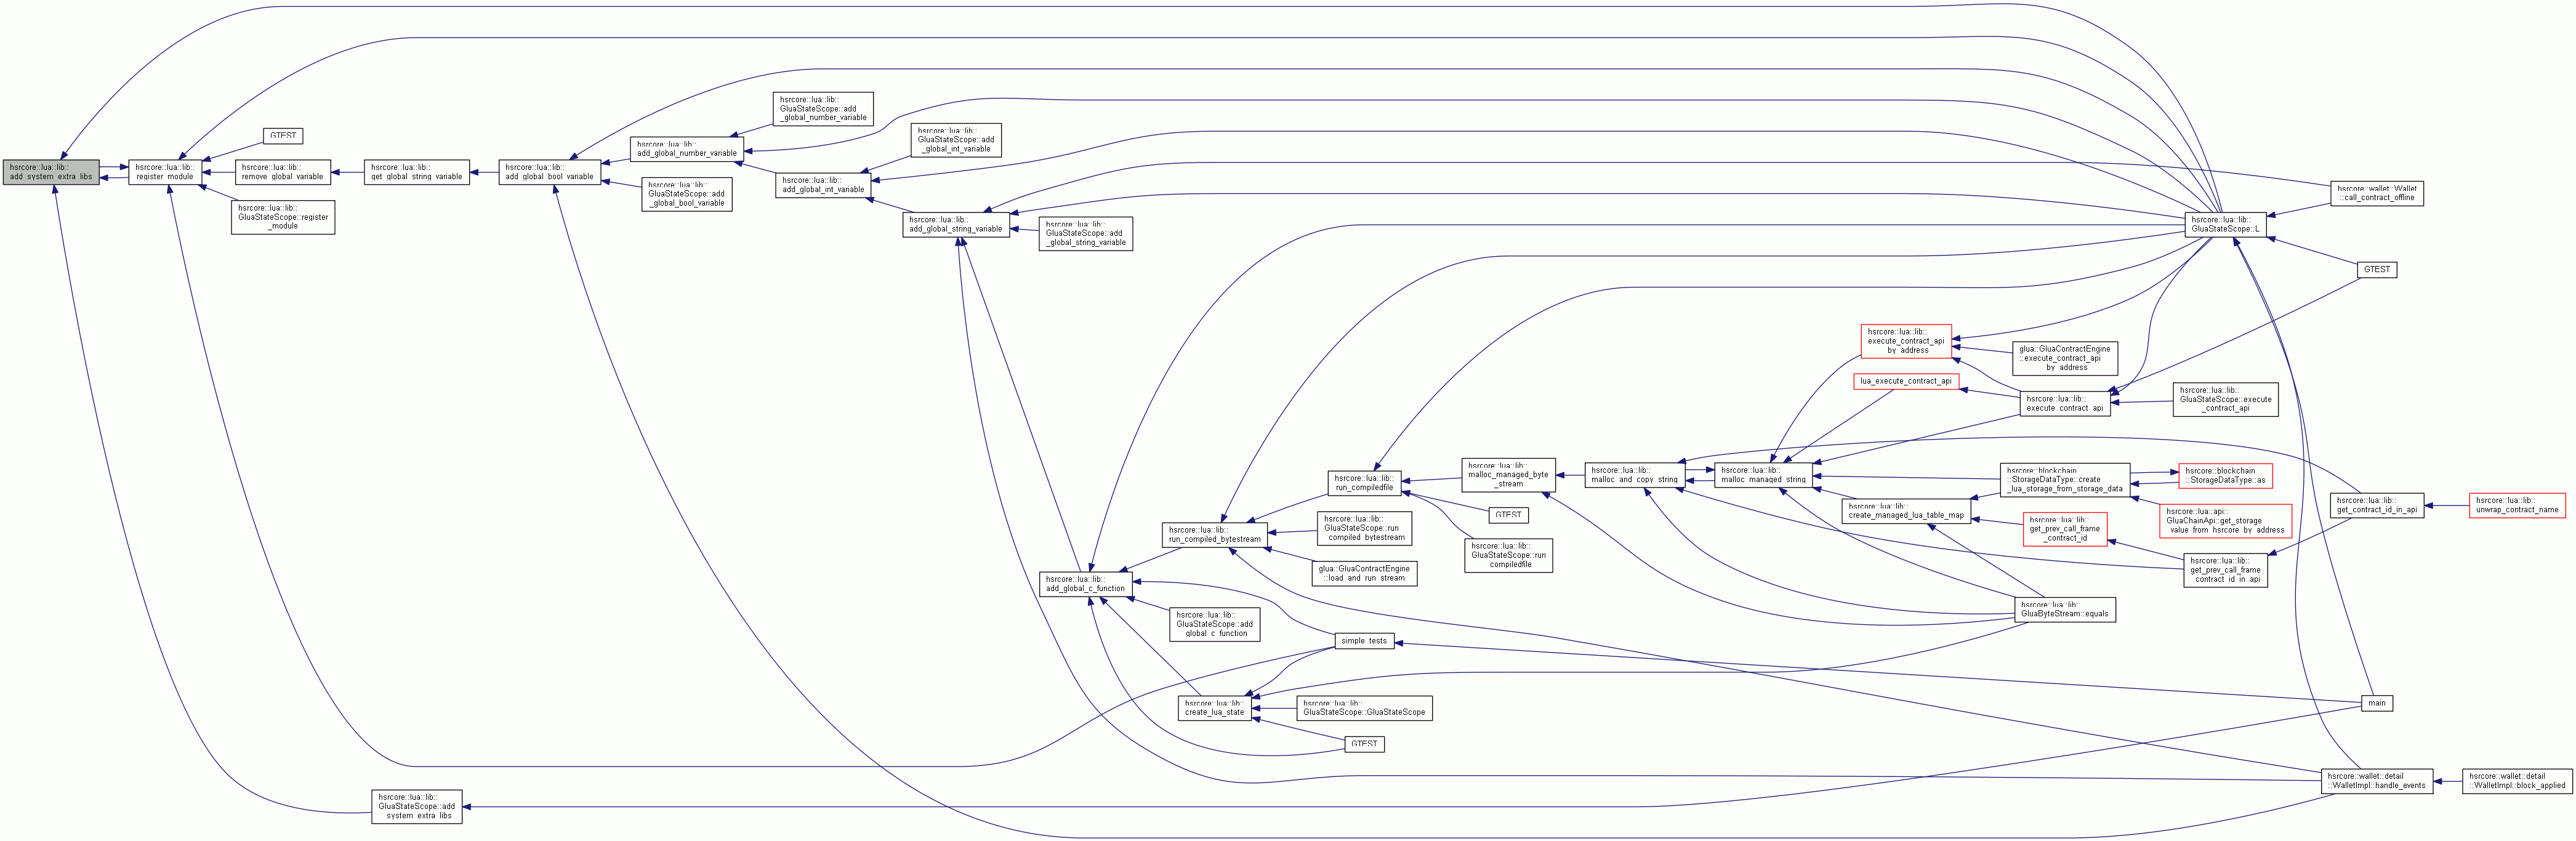 hsrcore::lua::lib::
add_system_extra_libs
hsrcore::lua::lib::
register_module
GTEST
hsrcore::lua::lib::
remove_global_variable
hsrcore::lua::lib::
GluaStateScope::register
_module
hsrcore::lua::lib::
get_global_string_variable
hsrcore::lua::lib::
add_global_bool_variable
hsrcore::lua::lib::
add_global_number_variable
hsrcore::lua::lib::
GluaStateScope::add
_global_bool_variable
hsrcore::lua::lib::
GluaStateScope::add
_global_number_variable
hsrcore::lua::lib::
add_global_int_variable
hsrcore::lua::lib::
GluaStateScope::add
_global_int_variable
hsrcore::lua::lib::
add_global_string_variable
hsrcore::lua::lib::
GluaStateScope::add
_global_string_variable
hsrcore::lua::lib::
add_global_c_function
hsrcore::lua::lib::
run_compiled_bytestream
hsrcore::lua::lib::
GluaStateScope::add
_global_c_function
hsrcore::lua::lib::
create_lua_state
hsrcore::lua::lib::
run_compiledfile
hsrcore::lua::lib::
GluaStateScope::run
_compiled_bytestream
glua::GluaContractEngine
::load_and_run_stream
simple_tests
hsrcore::lua::lib::
GluaStateScope::GluaStateScope
GTEST
hsrcore::lua::lib::
malloc_managed_byte
_stream
GTEST
hsrcore::lua::lib::
GluaStateScope::run
_compiledfile
hsrcore::lua::lib::
malloc_and_copy_string
hsrcore::lua::lib::
malloc_managed_string
hsrcore::lua::lib::
execute_contract_api
_by_address
lua_execute_contract_api
hsrcore::lua::lib::
create_managed_lua_table_map
glua::GluaContractEngine
::execute_contract_api
_by_address
hsrcore::lua::lib::
execute_contract_api
hsrcore::blockchain
::StorageDataType::create
_lua_storage_from_storage_data
hsrcore::lua::lib::
get_prev_call_frame
_contract_id
hsrcore::lua::lib::
GluaByteStream::equals
hsrcore::lua::lib::
GluaStateScope::L
hsrcore::lua::lib::
GluaStateScope::execute
_contract_api
hsrcore::blockchain
::StorageDataType::as
hsrcore::lua::api::
GluaChainApi::get_storage
_value_from_hsrcore_by_address
hsrcore::lua::lib::
get_prev_call_frame
_contract_id_in_api
hsrcore::wallet::Wallet
::call_contract_offline
GTEST
hsrcore::lua::lib::
get_contract_id_in_api
hsrcore::lua::lib::
unwrap_contract_name
main
hsrcore::wallet::detail
::WalletImpl::handle_events
hsrcore::wallet::detail
::WalletImpl::block_applied
hsrcore::lua::lib::
GluaStateScope::add
_system_extra_libs